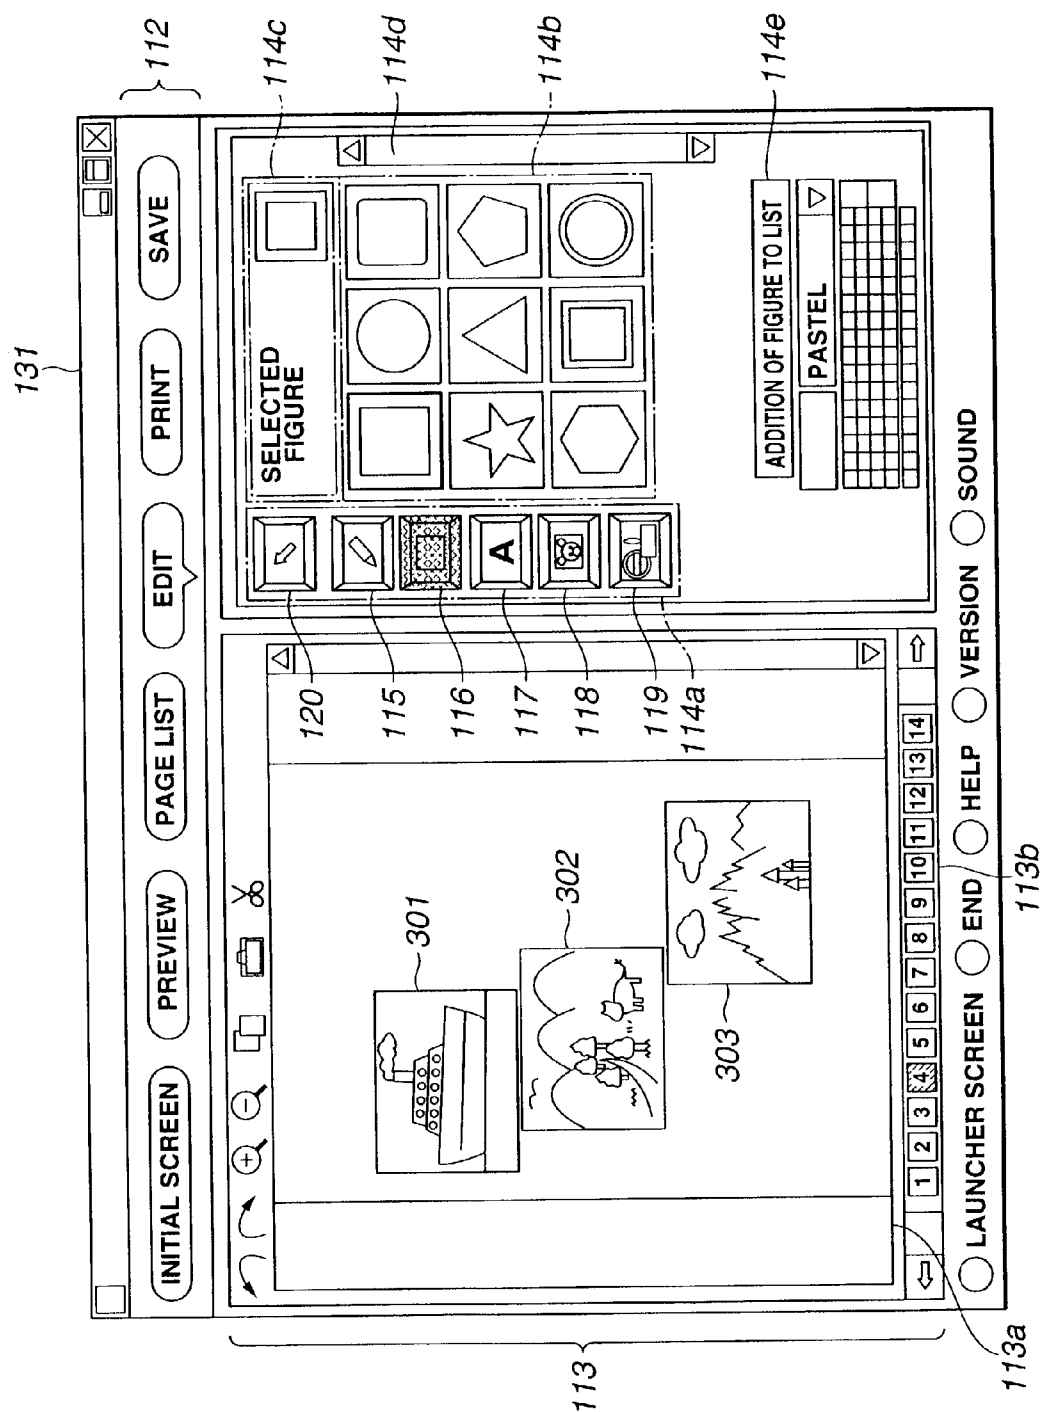 131
112
INITIAL SCREEN
PREVIEW
PAGE LIST
EDIT
PRINT
SAVE
114c
114d
114b
114e
SELECTED
FIGURE
A
120
115
116
117
118
119
114a
ADDITION OF FIGURE TO LIST
PASTEL
301
302
303
113
1 2 3 4 5 6 7 8 9 10 11 12 13 14
LAUNCHER SCREEN
END
HELP
VERSION
SOUND
113a
113b